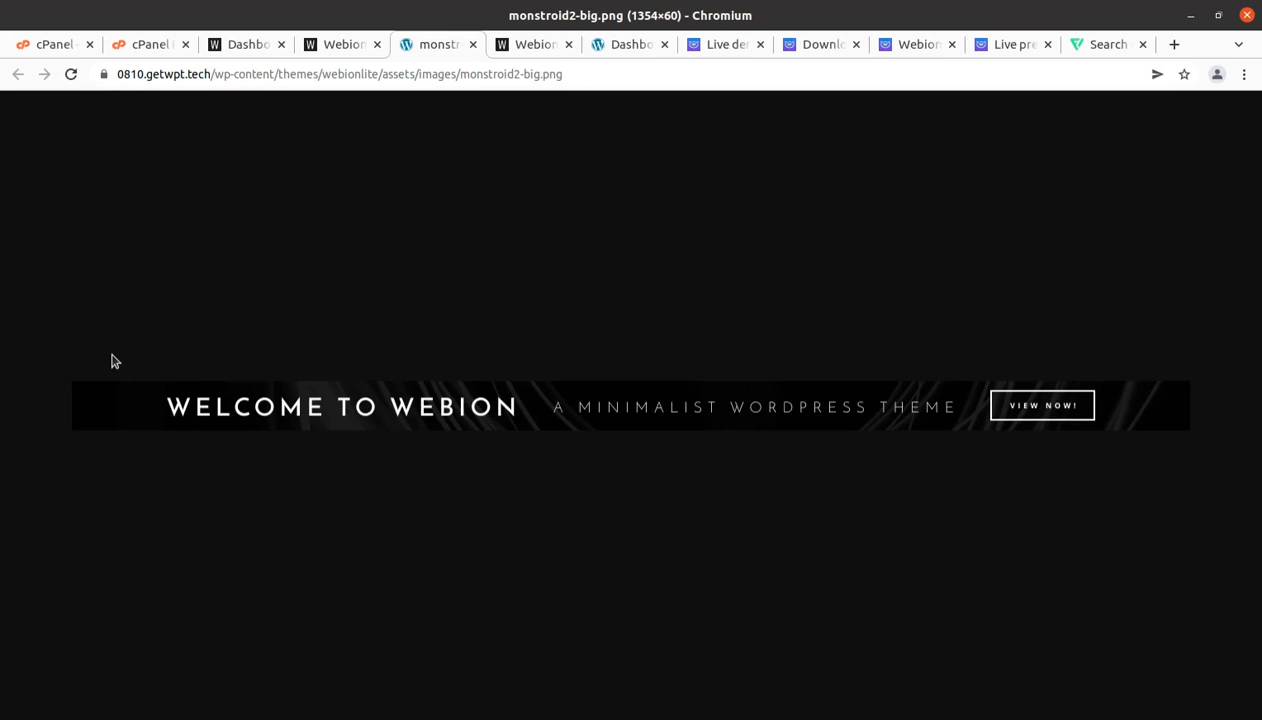 monstroid2-big.png (1354×60) - Chromium
cPanel - cPanel Dashbo Webion monstr Webion Dashbo Live de Downlo Webion Live pre Search
0810.getwpt.tech/wp-content/themes/webionlite/assets/images/monstroid2-big.png
WELCOME TO WEBION A MINIMALIST WORDPRESS THEME VIEW NOW!